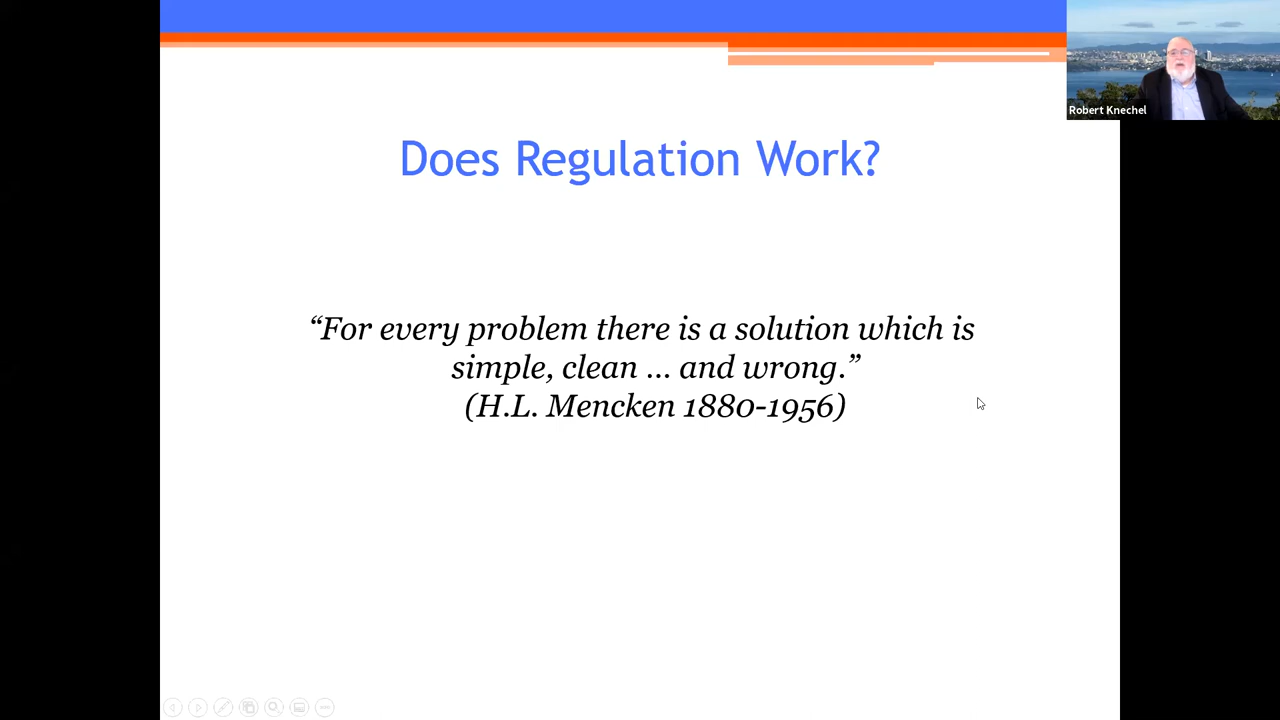 Robert Knechel
Does Regulation Work?
“For every problem there is a solution which is
simple, clean ... and wrong.”
(H.L. Mencken 1880-1956)